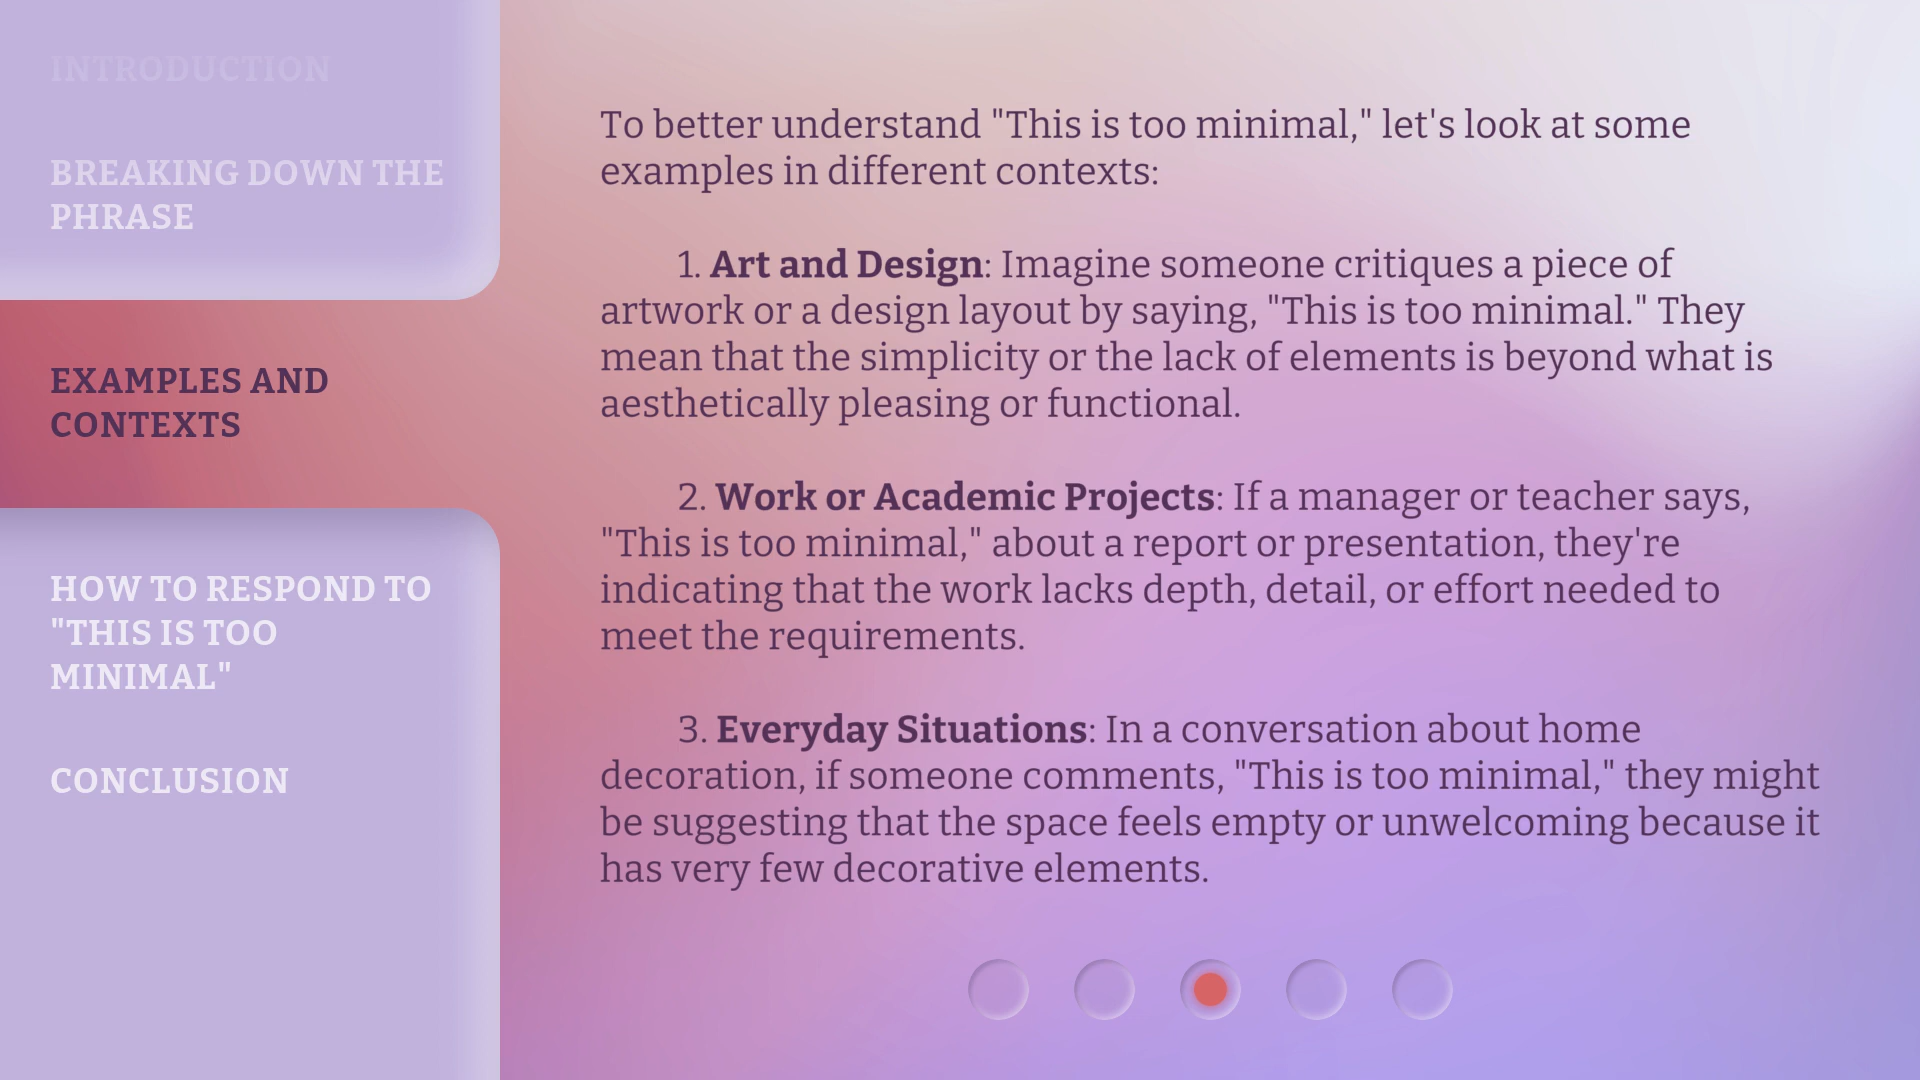 INTRODUCTION
BREAKING DOWN THE
PHRASE
EXAMPLES AND
CONTEXTS
HOW TO RESPOND TO
"THIS IS TOO
MINIMAL"
CONCLUSION
To better understand "This is too minimal," let's look at some
examples in different contexts:
1. Art and Design: Imagine someone critiques a piece of
artwork or a design layout by saying, "This is too minimal." They
mean that the simplicity or the lack of elements is beyond what is
aesthetically pleasing or functional.
2. Work or Academic Projects: If a manager or teacher says,
"This is too minimal," about a report or presentation, they're
indicating that the work lacks depth, detail, or effort needed to
meet the requirements.
3. Everyday Situations: In a conversation about home
decoration, if someone comments, "This is too minimal," they might
be suggesting that the space feels empty or unwelcoming because it
has very few decorative elements.